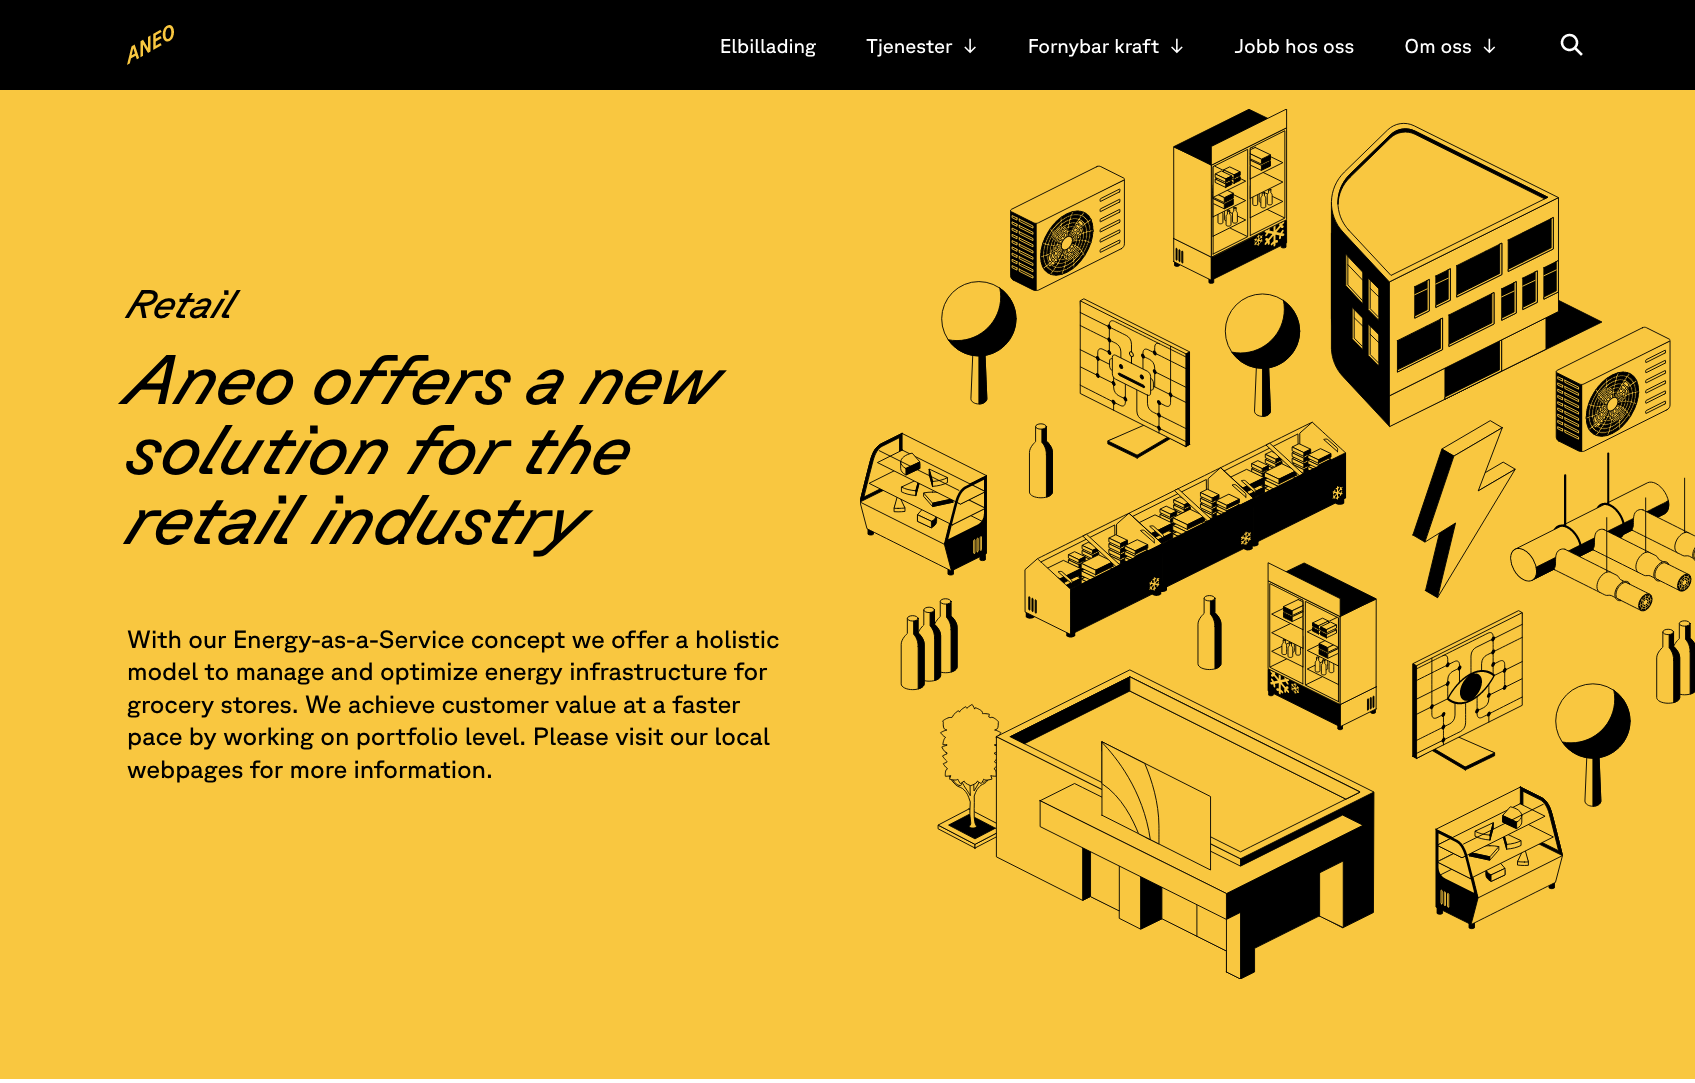 ANEO
Elbillading
Tjenester ↓
Fornybar kraft ↓
Jobb hos oss
Om oss ↓
Retail
Aneo offers a new
solution for the
retail industry
With our Energy-as-a-Service concept we offer a holistic
model to manage and optimize energy infrastructure for
grocery stores. We achieve customer value at a faster
pace by working on portfolio level. Please visit our local
webpages for more information.